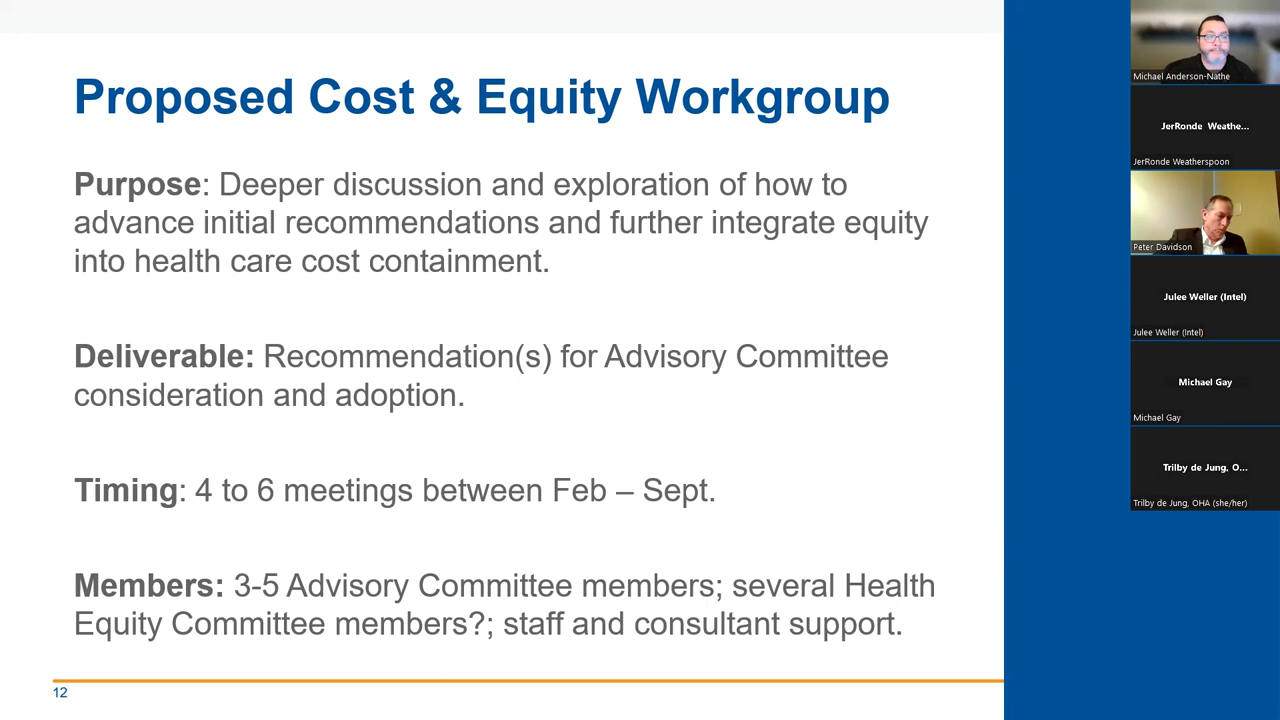 Proposed Cost & Equity Workgroup
Purpose: Deeper discussion and exploration of how to
advance initial recommendations and further integrate equity
into health care cost containment.
Deliverable: Recommendation(s) for Advisory Committee
consideration and adoption.
Timing: 4 to 6 meetings between Feb – Sept.
Members: 3-5 Advisory Committee members; several Health
Equity Committee members?; staff and consultant support.
12
Michael Anderson-Nathe
JerRonde Weathe...
JerRonde Weatherspoon
Peter Davidson
Julee Weller (Intel)
Julee Weller (Intel)
Michael Gay
Michael Gay
Trilby de Jung, O...
Trilby de Jung, OHA (she/her)